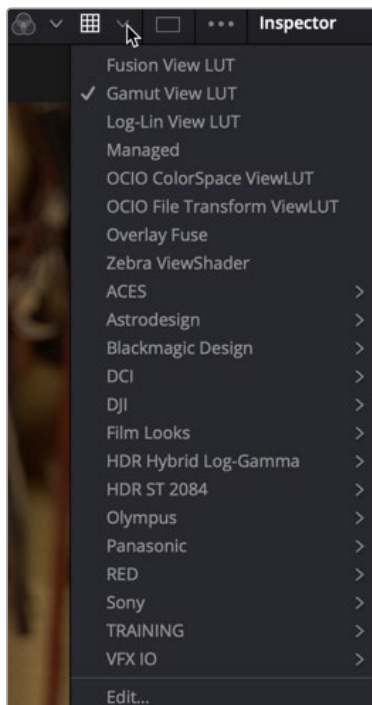 Inspector
Fusion View LUT
Gamut View LUT
Log-Lin View LUT
Managed
OCIO ColorSpace ViewLUT
OCIO File Transform ViewLUT
Overlay Fuse
Zebra ViewShader
ACES
Astrodesign
Blackmagic Design
DCI
DJI
Film Looks
HDR Hybrid Log-Gamma
HDR ST 2084
Olympus
Panasonic
RED
Sony
TRAINING
VFX IO
Edit...